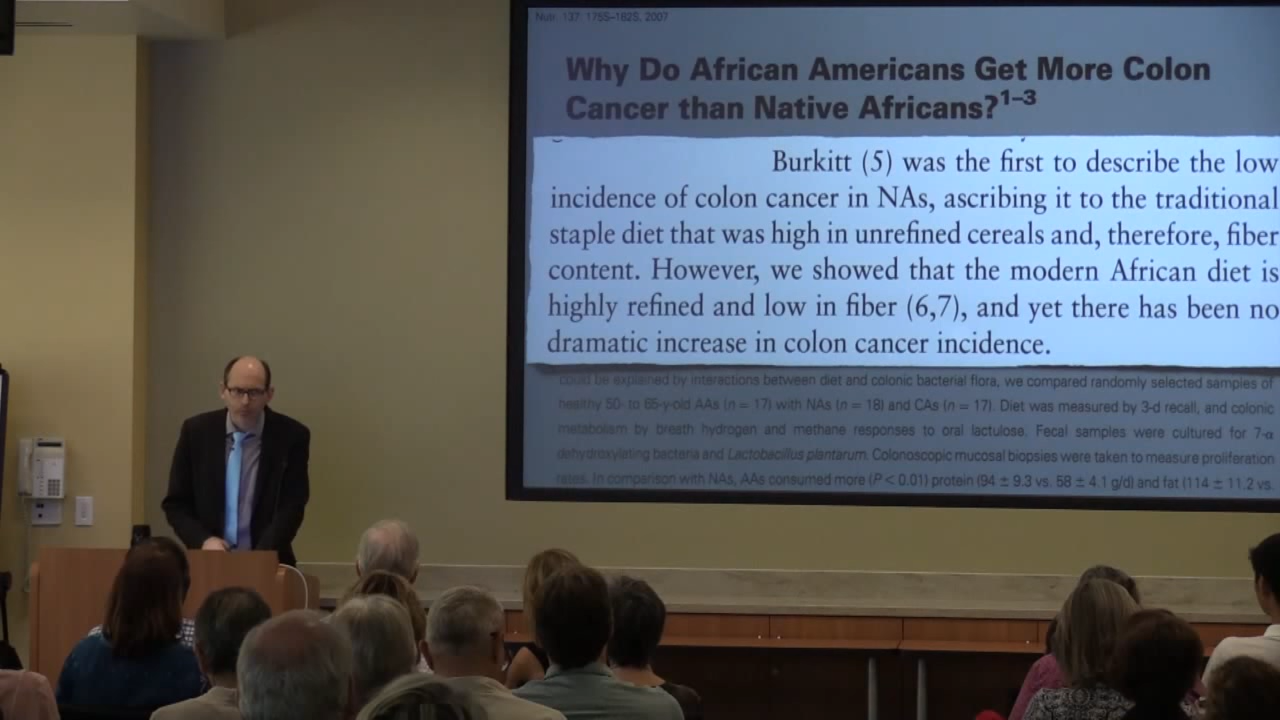 Nutr. 137: 175S–182S, 2007
Why Do African Americans Get More Colon
Cancer than Native Africans?1–3
Burkitt (5) was the first to describe the low
incidence of colon cancer in NAs, ascribing it to the traditional
staple diet that was high in unrefined cereals and, therefore, fiber
content. However, we showed that the modern African diet is
highly refined and low in fiber (6,7), and yet there has been no
dramatic increase in colon cancer incidence.
could be explained by interactions between diet and colonic bacterial flora, we compared randomly selected samples of
healthy 50- to 65-y-old AAs (n = 17) with NAs (n = 18) and CAs (n = 17). Diet was measured by 3-d recall, and colonic
metabolism by breath hydrogen and methane responses to oral lactulose. Fecal samples were cultured for 7-α
dehydroxylating bacteria and Lactobacillus plantarum. Colonoscopic mucosal biopsies were taken to measure proliferation
rates. In comparison with NAs, AAs consumed more (P < 0.01) protein (94 ± 9.3 vs. 58 ± 4.1 g/d) and fat (114 ± 11.2 vs.